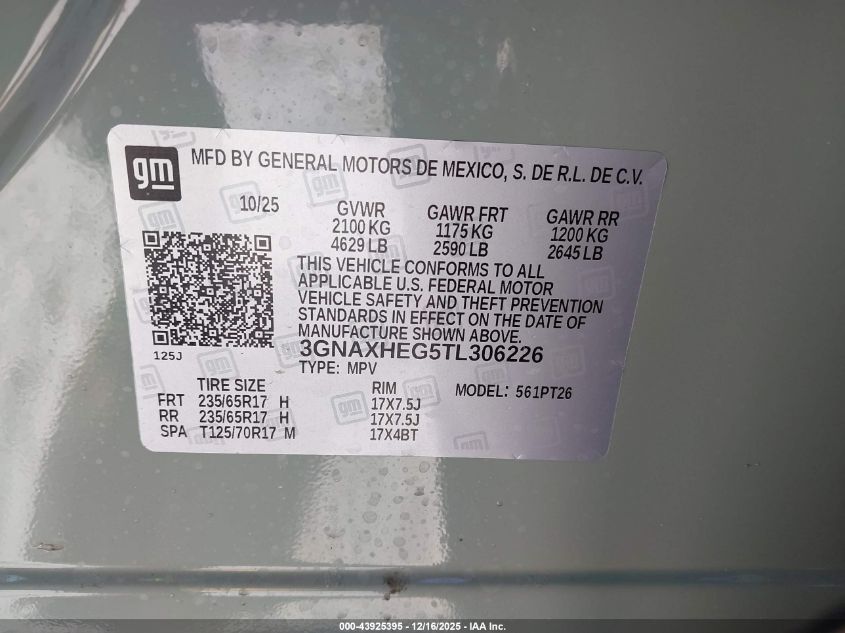 gm MFD BY GENERAL MOTORS DE MEXICO, S. DE R.L. DE C.V.
10/25 GVWR GAWR FRT GAWR RR
2100 KG 1175 KG 1200 KG
4629 LB 2590 LB 2645 LB
THIS VEHICLE CONFORMS TO ALL
APPLICABLE U.S. FEDERAL MOTOR
VEHICLE SAFETY AND THEFT PREVENTION
STANDARDS IN EFFECT ON THE DATE OF
MANUFACTURE SHOWN ABOVE.
125J 3GNAXHEG5TL306226
TYPE: MPV
TIRE SIZE RIM MODEL: 561PT26
FRT 235/65R17 H 17X7.5J
RR 235/65R17 H 17X7.5J
SPA T125/70R17 M 17X4BT
000-43925395 - 12/16/2025 - IAA Inc.